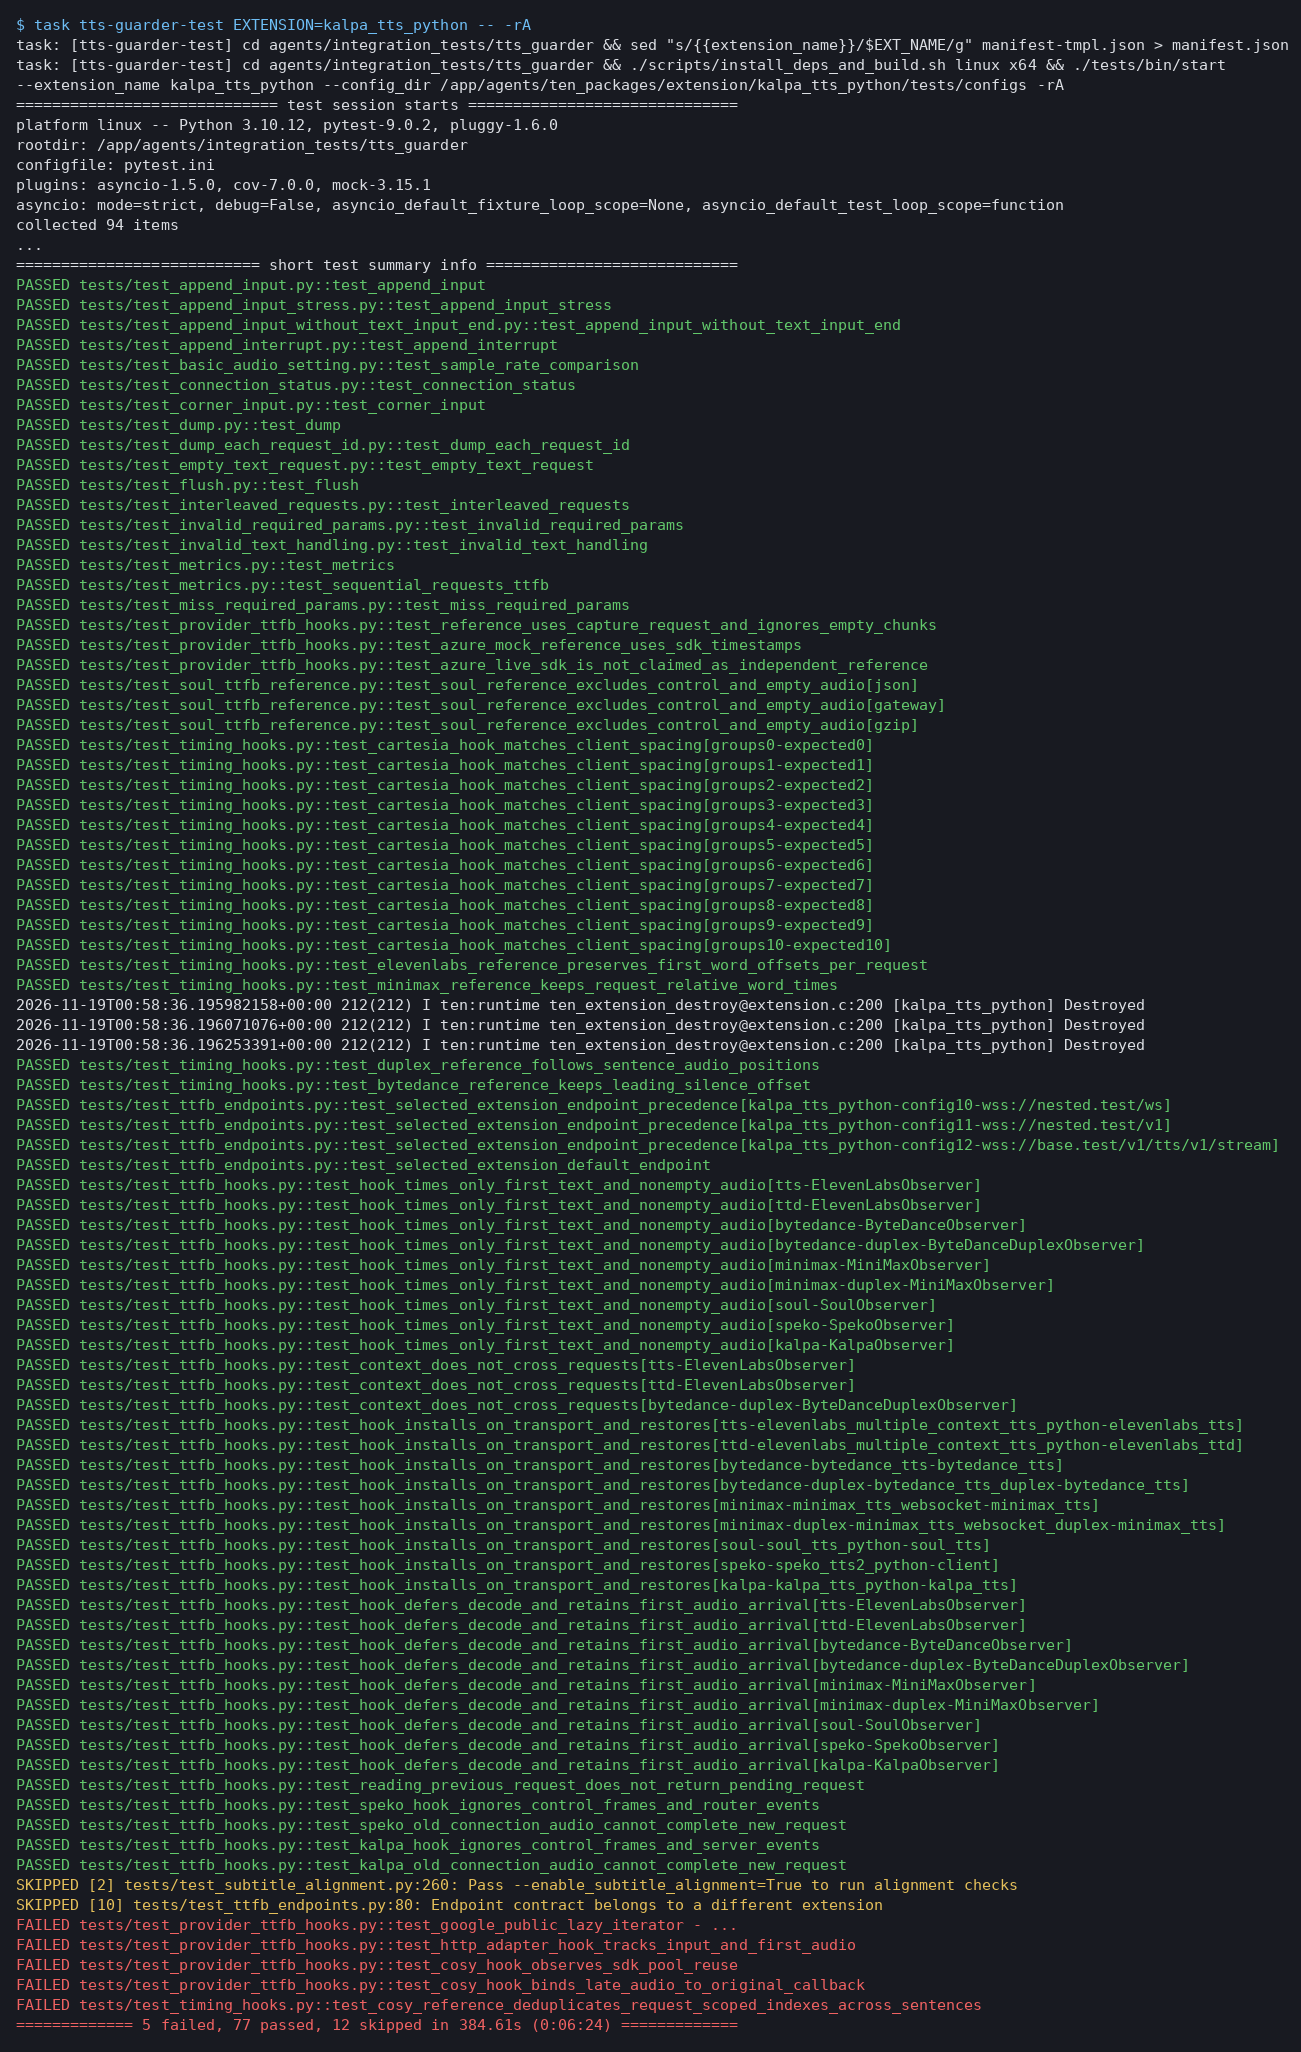 $ task tts-guarder-test EXTENSION=kalpa_tts_python -- -rA
task: [tts-guarder-test] cd agents/integration_tests/tts_guarder && sed "s/{{extension_name}}/$EXT_NAME/g" manifest-tmpl.json > manifest.json
task: [tts-guarder-test] cd agents/integration_tests/tts_guarder && ./scripts/install_deps_and_build.sh linux x64 && ./tests/bin/start
--extension_name kalpa_tts_python --config_dir /app/agents/ten_packages/extension/kalpa_tts_python/tests/configs -rA
============================= test session starts ==============================
platform linux -- Python 3.10.12, pytest-9.0.2, pluggy-1.6.0
rootdir: /app/agents/integration_tests/tts_guarder
configfile: pytest.ini
plugins: asyncio-1.5.0, cov-7.0.0, mock-3.15.1
asyncio: mode=strict, debug=False, asyncio_default_fixture_loop_scope=None, asyncio_default_test_loop_scope=function
collected 94 items
...
=========================== short test summary info ============================
PASSED tests/test_append_input.py::test_append_input
PASSED tests/test_append_input_stress.py::test_append_input_stress
PASSED tests/test_append_input_without_text_input_end.py::test_append_input_without_text_input_end
PASSED tests/test_append_interrupt.py::test_append_interrupt
PASSED tests/test_basic_audio_setting.py::test_sample_rate_comparison
PASSED tests/test_connection_status.py::test_connection_status
PASSED tests/test_corner_input.py::test_corner_input
PASSED tests/test_dump.py::test_dump
PASSED tests/test_dump_each_request_id.py::test_dump_each_request_id
PASSED tests/test_empty_text_request.py::test_empty_text_request
PASSED tests/test_flush.py::test_flush
PASSED tests/test_interleaved_requests.py::test_interleaved_requests
PASSED tests/test_invalid_required_params.py::test_invalid_required_params
PASSED tests/test_invalid_text_handling.py::test_invalid_text_handling
PASSED tests/test_metrics.py::test_metrics
PASSED tests/test_metrics.py::test_sequential_requests_ttfb
PASSED tests/test_miss_required_params.py::test_miss_required_params
PASSED tests/test_provider_ttfb_hooks.py::test_reference_uses_capture_request_and_ignores_empty_chunks
PASSED tests/test_provider_ttfb_hooks.py::test_azure_mock_reference_uses_sdk_timestamps
PASSED tests/test_provider_ttfb_hooks.py::test_azure_live_sdk_is_not_claimed_as_independent_reference
PASSED tests/test_soul_ttfb_reference.py::test_soul_reference_excludes_control_and_empty_audio[json]
PASSED tests/test_soul_ttfb_reference.py::test_soul_reference_excludes_control_and_empty_audio[gateway]
PASSED tests/test_soul_ttfb_reference.py::test_soul_reference_excludes_control_and_empty_audio[gzip]
PASSED tests/test_timing_hooks.py::test_cartesia_hook_matches_client_spacing[groups0-expected0]
PASSED tests/test_timing_hooks.py::test_cartesia_hook_matches_client_spacing[groups1-expected1]
PASSED tests/test_timing_hooks.py::test_cartesia_hook_matches_client_spacing[groups2-expected2]
PASSED tests/test_timing_hooks.py::test_cartesia_hook_matches_client_spacing[groups3-expected3]
PASSED tests/test_timing_hooks.py::test_cartesia_hook_matches_client_spacing[groups4-expected4]
PASSED tests/test_timing_hooks.py::test_cartesia_hook_matches_client_spacing[groups5-expected5]
PASSED tests/test_timing_hooks.py::test_cartesia_hook_matches_client_spacing[groups6-expected6]
PASSED tests/test_timing_hooks.py::test_cartesia_hook_matches_client_spacing[groups7-expected7]
PASSED tests/test_timing_hooks.py::test_cartesia_hook_matches_client_spacing[groups8-expected8]
PASSED tests/test_timing_hooks.py::test_cartesia_hook_matches_client_spacing[groups9-expected9]
PASSED tests/test_timing_hooks.py::test_cartesia_hook_matches_client_spacing[groups10-expected10]
PASSED tests/test_timing_hooks.py::test_elevenlabs_reference_preserves_first_word_offsets_per_request
PASSED tests/test_timing_hooks.py::test_minimax_reference_keeps_request_relative_word_times
2026-11-19T00:58:36.195982158+00:00 212(212) I ten:runtime ten_extension_destroy@extension.c:200 [kalpa_tts_python] Destroyed
2026-11-19T00:58:36.196071076+00:00 212(212) I ten:runtime ten_extension_destroy@extension.c:200 [kalpa_tts_python] Destroyed
2026-11-19T00:58:36.196253391+00:00 212(212) I ten:runtime ten_extension_destroy@extension.c:200 [kalpa_tts_python] Destroyed
PASSED tests/test_timing_hooks.py::test_duplex_reference_follows_sentence_audio_positions
PASSED tests/test_timing_hooks.py::test_bytedance_reference_keeps_leading_silence_offset
PASSED tests/test_ttfb_endpoints.py::test_selected_extension_endpoint_precedence[kalpa_tts_python-config10-wss://nested.test/ws]
PASSED tests/test_ttfb_endpoints.py::test_selected_extension_endpoint_precedence[kalpa_tts_python-config11-wss://nested.test/v1]
PASSED tests/test_ttfb_endpoints.py::test_selected_extension_endpoint_precedence[kalpa_tts_python-config12-wss://base.test/v1/tts/v1/stream]
PASSED tests/test_ttfb_endpoints.py::test_selected_extension_default_endpoint
PASSED tests/test_ttfb_hooks.py::test_hook_times_only_first_text_and_nonempty_audio[tts-ElevenLabsObserver]
PASSED tests/test_ttfb_hooks.py::test_hook_times_only_first_text_and_nonempty_audio[ttd-ElevenLabsObserver]
PASSED tests/test_ttfb_hooks.py::test_hook_times_only_first_text_and_nonempty_audio[bytedance-ByteDanceObserver]
PASSED tests/test_ttfb_hooks.py::test_hook_times_only_first_text_and_nonempty_audio[bytedance-duplex-ByteDanceDuplexObserver]
PASSED tests/test_ttfb_hooks.py::test_hook_times_only_first_text_and_nonempty_audio[minimax-MiniMaxObserver]
PASSED tests/test_ttfb_hooks.py::test_hook_times_only_first_text_and_nonempty_audio[minimax-duplex-MiniMaxObserver]
PASSED tests/test_ttfb_hooks.py::test_hook_times_only_first_text_and_nonempty_audio[soul-SoulObserver]
PASSED tests/test_ttfb_hooks.py::test_hook_times_only_first_text_and_nonempty_audio[speko-SpekoObserver]
PASSED tests/test_ttfb_hooks.py::test_hook_times_only_first_text_and_nonempty_audio[kalpa-KalpaObserver]
PASSED tests/test_ttfb_hooks.py::test_context_does_not_cross_requests[tts-ElevenLabsObserver]
PASSED tests/test_ttfb_hooks.py::test_context_does_not_cross_requests[ttd-ElevenLabsObserver]
PASSED tests/test_ttfb_hooks.py::test_context_does_not_cross_requests[bytedance-duplex-ByteDanceDuplexObserver]
PASSED tests/test_ttfb_hooks.py::test_hook_installs_on_transport_and_restores[tts-elevenlabs_multiple_context_tts_python-elevenlabs_tts]
PASSED tests/test_ttfb_hooks.py::test_hook_installs_on_transport_and_restores[ttd-elevenlabs_multiple_context_tts_python-elevenlabs_ttd]
PASSED tests/test_ttfb_hooks.py::test_hook_installs_on_transport_and_restores[bytedance-bytedance_tts-bytedance_tts]
PASSED tests/test_ttfb_hooks.py::test_hook_installs_on_transport_and_restores[bytedance-duplex-bytedance_tts_duplex-bytedance_tts]
PASSED tests/test_ttfb_hooks.py::test_hook_installs_on_transport_and_restores[minimax-minimax_tts_websocket-minimax_tts]
PASSED tests/test_ttfb_hooks.py::test_hook_installs_on_transport_and_restores[minimax-duplex-minimax_tts_websocket_duplex-minimax_tts]
PASSED tests/test_ttfb_hooks.py::test_hook_installs_on_transport_and_restores[soul-soul_tts_python-soul_tts]
PASSED tests/test_ttfb_hooks.py::test_hook_installs_on_transport_and_restores[speko-speko_tts2_python-client]
PASSED tests/test_ttfb_hooks.py::test_hook_installs_on_transport_and_restores[kalpa-kalpa_tts_python-kalpa_tts]
PASSED tests/test_ttfb_hooks.py::test_hook_defers_decode_and_retains_first_audio_arrival[tts-ElevenLabsObserver]
PASSED tests/test_ttfb_hooks.py::test_hook_defers_decode_and_retains_first_audio_arrival[ttd-ElevenLabsObserver]
PASSED tests/test_ttfb_hooks.py::test_hook_defers_decode_and_retains_first_audio_arrival[bytedance-ByteDanceObserver]
PASSED tests/test_ttfb_hooks.py::test_hook_defers_decode_and_retains_first_audio_arrival[bytedance-duplex-ByteDanceDuplexObserver]
PASSED tests/test_ttfb_hooks.py::test_hook_defers_decode_and_retains_first_audio_arrival[minimax-MiniMaxObserver]
PASSED tests/test_ttfb_hooks.py::test_hook_defers_decode_and_retains_first_audio_arrival[minimax-duplex-MiniMaxObserver]
PASSED tests/test_ttfb_hooks.py::test_hook_defers_decode_and_retains_first_audio_arrival[soul-SoulObserver]
PASSED tests/test_ttfb_hooks.py::test_hook_defers_decode_and_retains_first_audio_arrival[speko-SpekoObserver]
PASSED tests/test_ttfb_hooks.py::test_hook_defers_decode_and_retains_first_audio_arrival[kalpa-KalpaObserver]
PASSED tests/test_ttfb_hooks.py::test_reading_previous_request_does_not_return_pending_request
PASSED tests/test_ttfb_hooks.py::test_speko_hook_ignores_control_frames_and_router_events
PASSED tests/test_ttfb_hooks.py::test_speko_old_connection_audio_cannot_complete_new_request
PASSED tests/test_ttfb_hooks.py::test_kalpa_hook_ignores_control_frames_and_server_events
PASSED tests/test_ttfb_hooks.py::test_kalpa_old_connection_audio_cannot_complete_new_request
SKIPPED [2] tests/test_subtitle_alignment.py:260: Pass --enable_subtitle_alignment=True to run alignment checks
SKIPPED [10] tests/test_ttfb_endpoints.py:80: Endpoint contract belongs to a different extension
FAILED tests/test_provider_ttfb_hooks.py::test_google_public_lazy_iterator - ...
FAILED tests/test_provider_ttfb_hooks.py::test_http_adapter_hook_tracks_input_and_first_audio
FAILED tests/test_provider_ttfb_hooks.py::test_cosy_hook_observes_sdk_pool_reuse
FAILED tests/test_provider_ttfb_hooks.py::test_cosy_hook_binds_late_audio_to_original_callback
FAILED tests/test_timing_hooks.py::test_cosy_reference_deduplicates_request_scoped_indexes_across_sentences
============= 5 failed, 77 passed, 12 skipped in 384.61s (0:06:24) =============